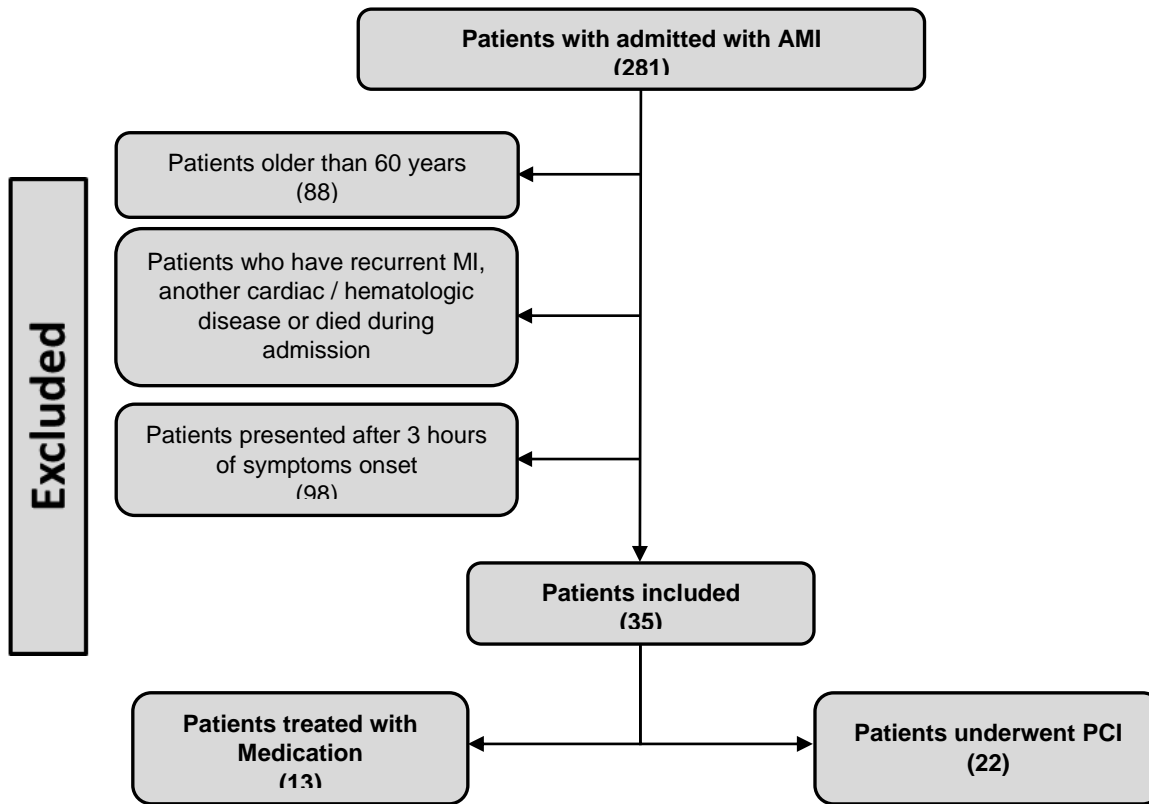 Patients with admitted with AMI
(281)
Patients older than 60 years
(88)
Patients who have recurrent MI,
another cardiac / hematologic
disease or died during
admission
Patients presented after 3 hours
of symptoms onset
(98)
Excluded
Patients included
(35)
Patients treated with
Medication
(13)
Patients underwent PCI
(22)